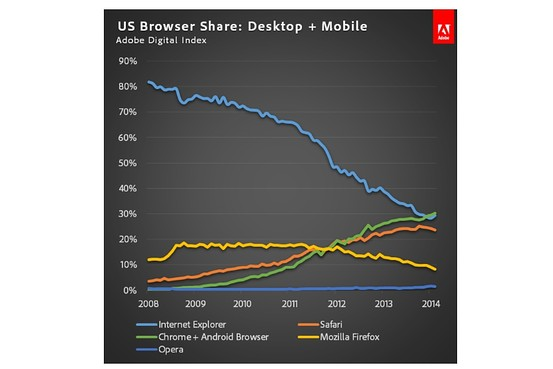 US Browser Share: Desktop + Mobile
Adobe Digital Index
Adobe
90%
80%
70%
60%
50%
40%
30%
20%
10%
0%
2008 2009 2010 2011 2012 2013 2014
Internet Explorer Safari
Chrome + Android Browser Mozilla Firefox
Opera